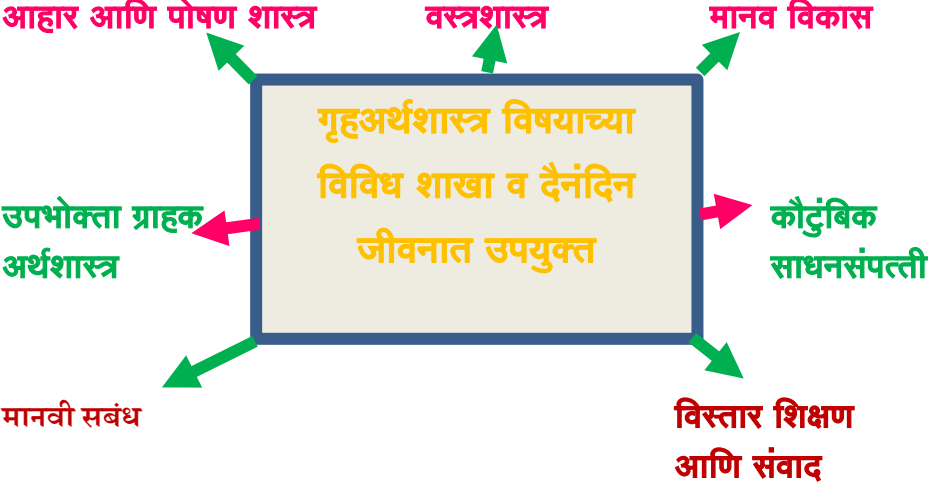 आहार आणि पोषण शास्त्र
वस्त्रशास्त्र
मानव विकास
गृहअर्थशास्त्र विषयाच्या
विविध शाखा व दैनंदिन
जीवनात उपयुक्त
उपभोक्ता ग्राहक
अर्थशास्त्र
कौटुंबिक
साधनसंपत्ती
मानवी सबंध
विस्तार शिक्षण
आणि संवाद